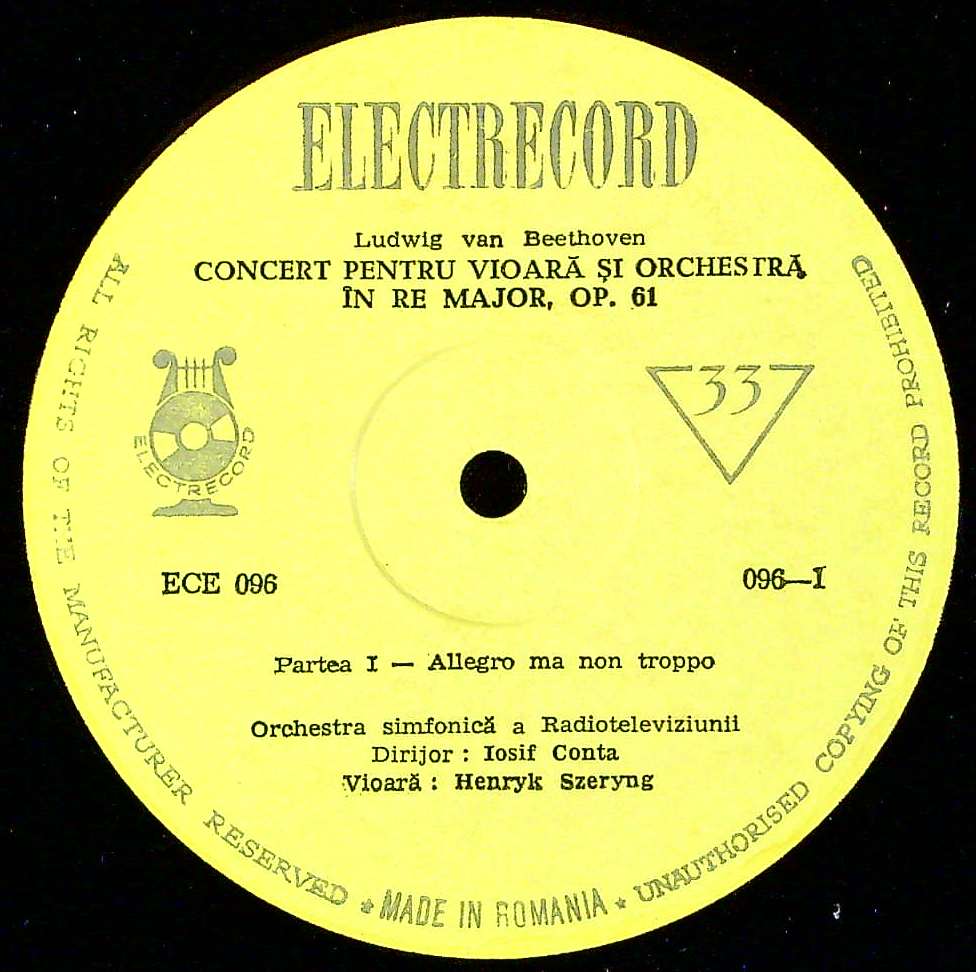 ELECTRECORD
Ludwig van Beethoven
CONCERT PENTRU VIOARĂ ȘI ORCHESTRĂ
ÎN RE MAJOR, OP. 61
33
ELECTRECORD
ECE 096
096—I
Partea I — Allegro ma non troppo
Orchestra simfonică a Radioteleviziunii
Dirijor : Iosif Conta
Vioară : Henryk Szeryng
ALL RIGHTS OF THE MANUFACTURER RESERVED * MADE IN ROMANIA * UNAUTHORISED COPYING OF THIS RECORD PROHIBITED